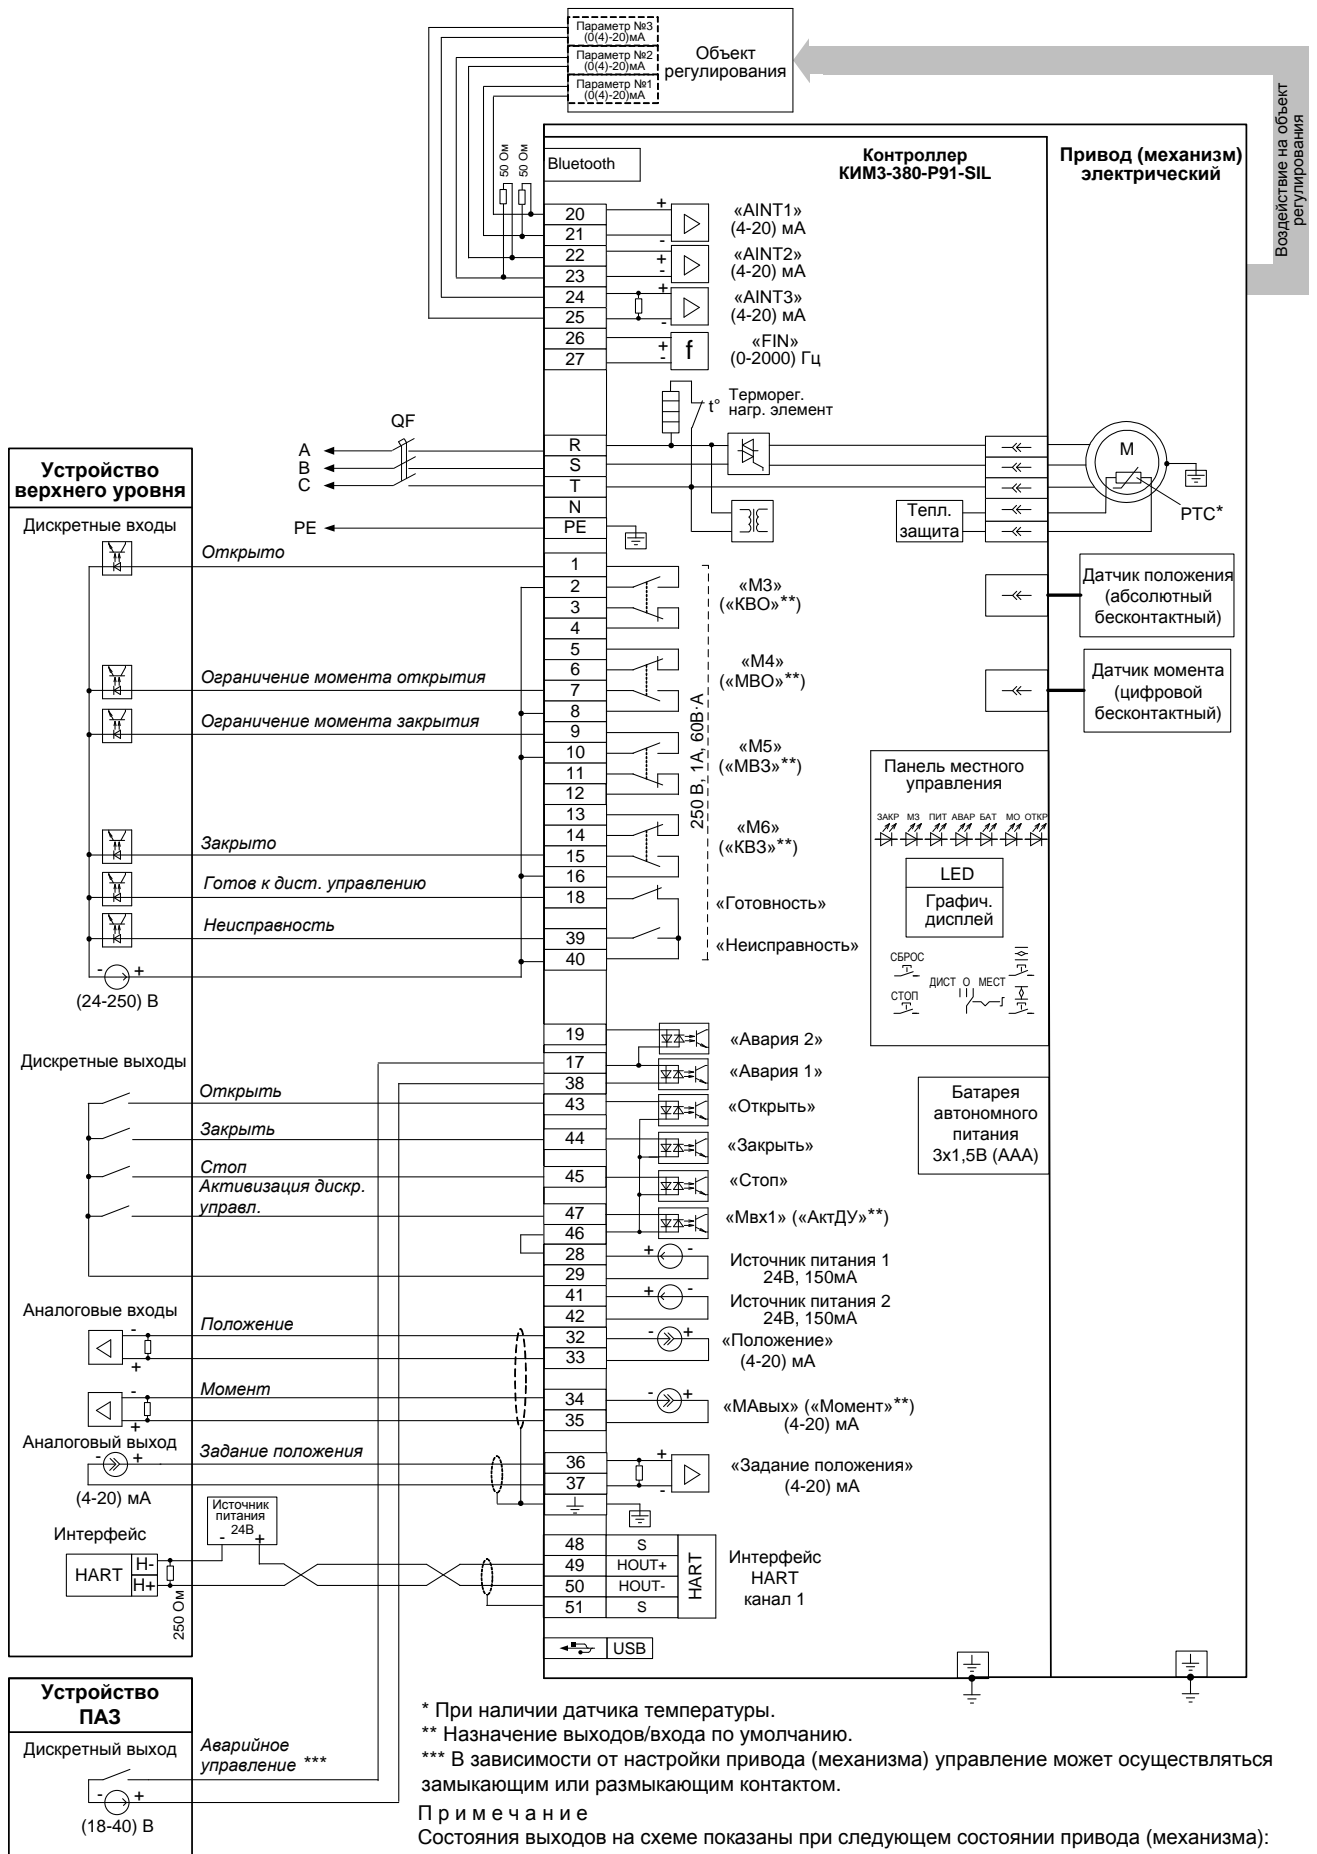 Параметр №3
(0(4)-20)мА
Параметр №2
(0(4)-20)мА
Параметр №1
(0(4)-20)мА
Объект
регулирования
Воздействие на объект
регулирования
50 Ом
50 Ом
Bluetooth
Контроллер
КИМ3-380-Р91-SIL
Привод (механизм)
электрический
20
21
22
23
24
25
26
27
+
-
«AINT1»
(4-20) мА
+
-
«AINT2»
(4-20) мА
+
-
«AINT3»
(4-20) мА
+
-
f
«FIN»
(0-2000) Гц
t°
Терморег.
нагр. элемент
QF
A
B
C
PE
R
S
T
N
PE
M
PTC*
Тепл.
защита
Устройство
верхнего уровня
Дискретные входы
Открыто
Ограничение момента открытия
Ограничение момента закрытия
Закрыто
Готов к дист. управлению
Неисправность
- +
(24-250) В
1
2
3
4
5
6
7
8
9
10
11
12
13
14
15
16
18
39
40
«М3»
(«КВО»**)
«М4»
(«МВО»**)
«М5»
(«МВЗ»**)
«М6»
(«КВЗ»**)
250 В, 1А, 60В·А
«Готовность»
«Неисправность»
Датчик положения
(абсолютный
бесконтактный)
Датчик момента
(цифровой
бесконтактный)
Панель местного
управления
ЗАКР МЗ ПИТ АВАР БАТ МО ОТКР
LED
Графич.
дисплей
СБРОС
СТОП
ДИСТ О МЕСТ
Батарея
автономного
питания
3х1,5В (ААА)
Дискретные выходы
Открыть
Закрыть
Стоп
Активизация дискр.
управл.
19
17
38
43
44
45
47
46
28
29
41
42
32
33
34
35
36
37
«Авария 2»
«Авария 1»
«Открыть»
«Закрыть»
«Стоп»
«Мвх1» («АктДУ»**)
+ -
Источник питания 1
24В, 150мА
+ -
Источник питания 2
24В, 150мА
- +
«Положение»
(4-20) мА
- +
«МАвых» («Момент»**)
(4-20) мА
+
-
«Задание положения»
(4-20) мА
Аналоговые входы
-
+
Положение
-
+
Момент
Аналоговый выход
- +
Задание положения
(4-20) мА
Источник
питания
24В
- +
Интерфейс
HART
H-
H+
250 Ом
48 S
49 HOUT+
50 HOUT-
51 S
HART
Интерфейс
HART
канал 1
USB
Устройство
ПАЗ
Дискретный выход
Аварийное
управление ***
- +
(18-40) В
* При наличии датчика температуры.
** Назначение выходов/входа по умолчанию.
*** В зависимости от настройки привода (механизма) управление может осуществляться
замыкающим или размыкающим контактом.
Примечание
Состояния выходов на схеме показаны при следующем состоянии привода (механизма):